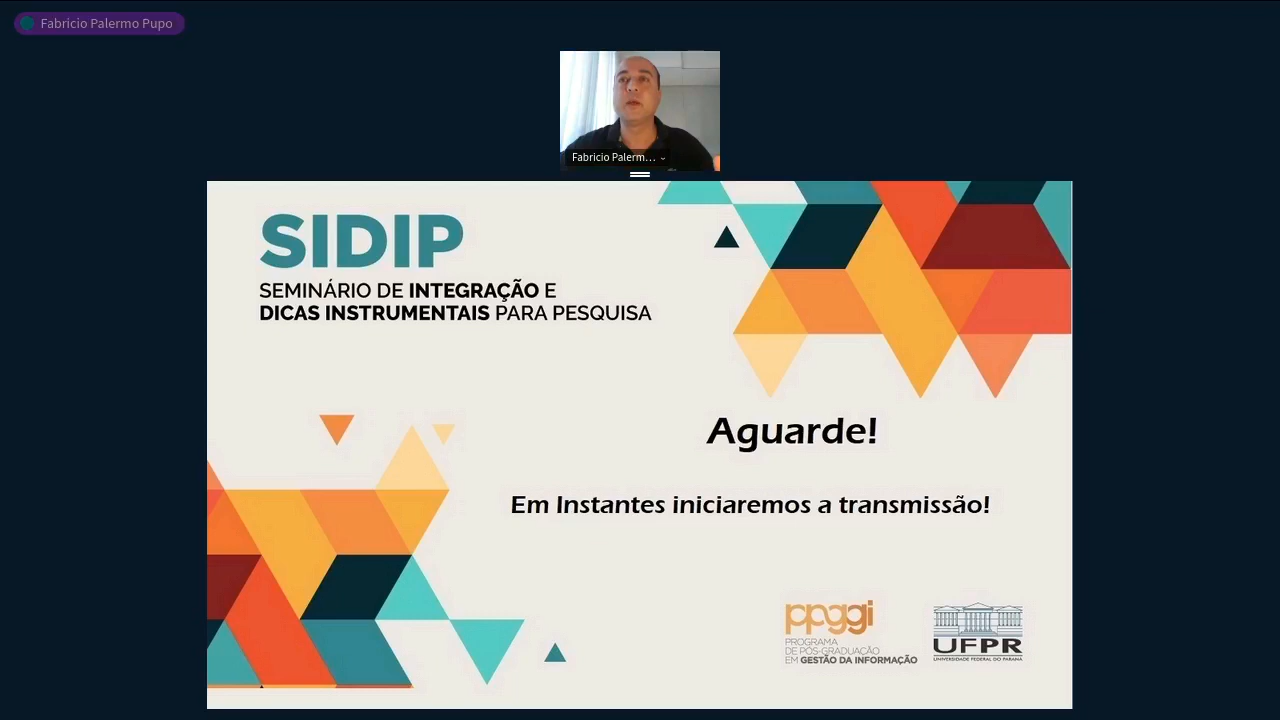 Fabricio Palermo Pupo
Fabricio Palerm...
SIDIP
SEMINÁRIO DE INTEGRAÇÃO E
DICAS INSTRUMENTAIS PARA PESQUISA
Aguarde!
Em Instantes iniciaremos a transmissão!
ppggi
PROGRAMA
DE PÓS-GRADUAÇÃO
EM GESTÃO DA INFORMAÇÃO
UFPR
UNIVERSIDADE FEDERAL DO PARANÁ